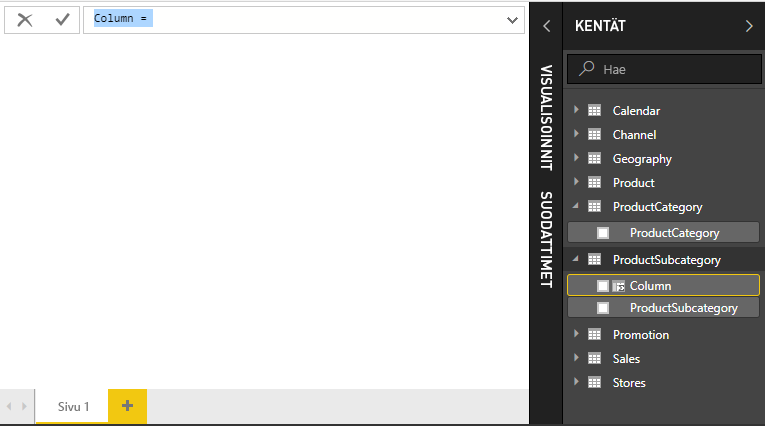 Column =
KENTÄT
Hae
VISUALISOINNIT
SUODATTIMET
Calendar
Channel
Geography
Product
ProductCategory
ProductCategory
ProductSubcategory
Column
ProductSubcategory
Promotion
Sales
Stores
Sivu 1